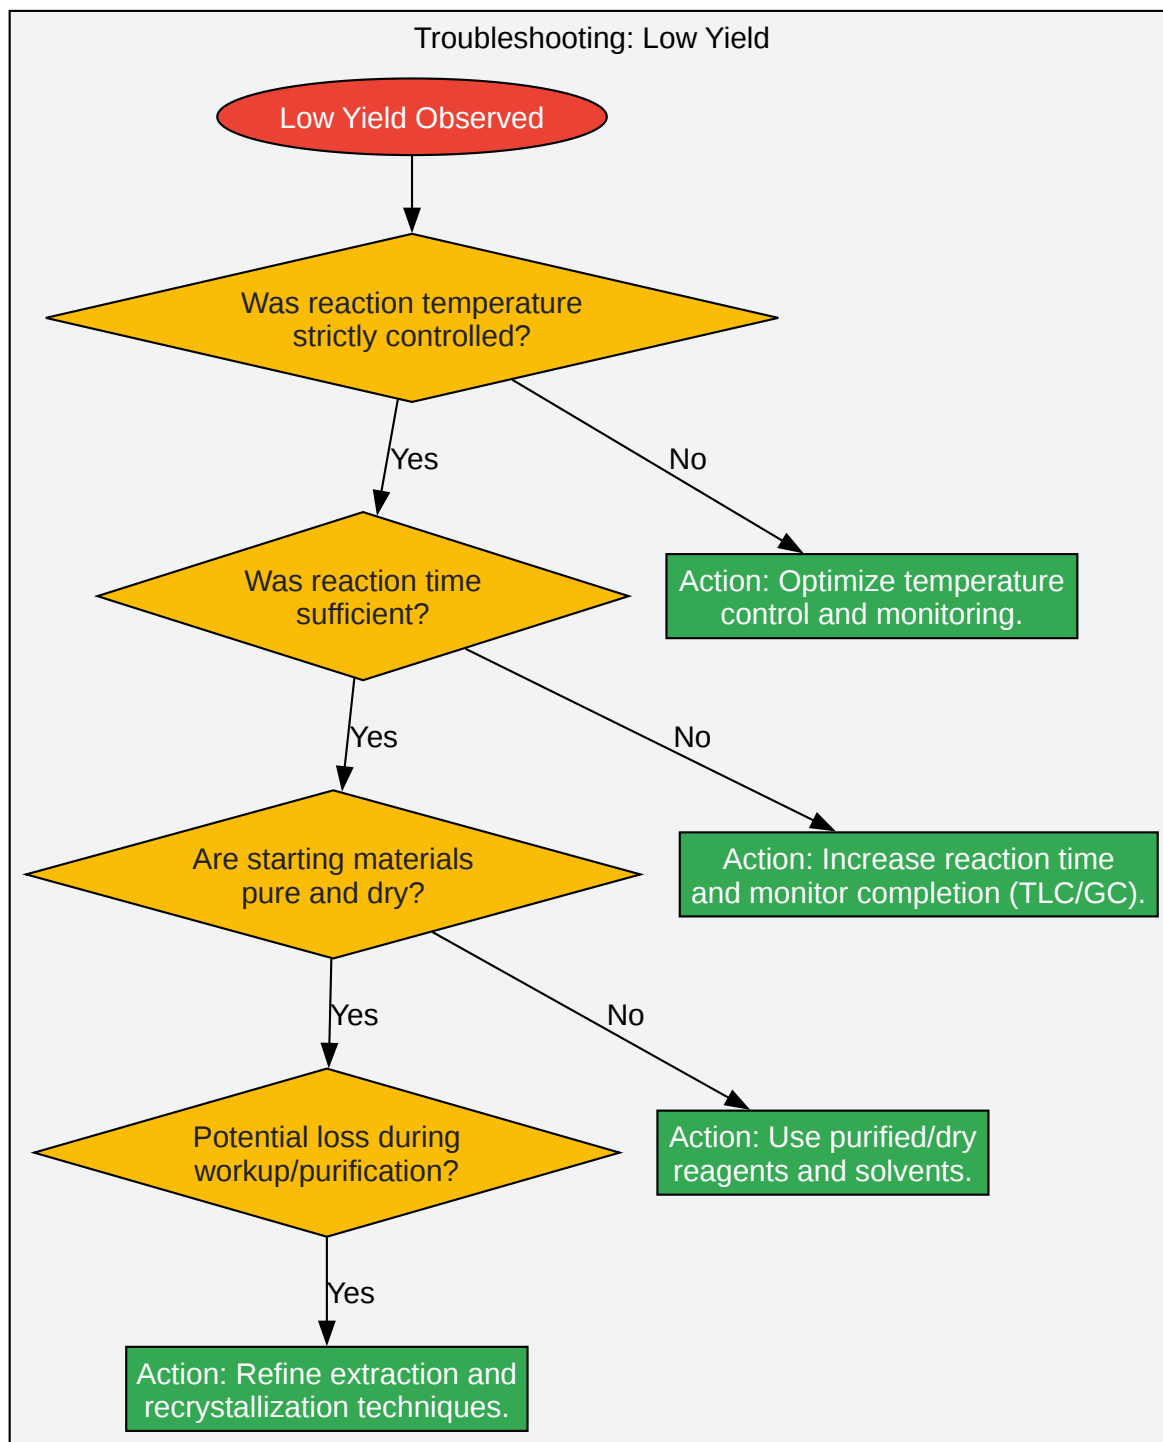 Troubleshooting: Low Yield
Low Yield Observed
Was reaction temperature
strictly controlled?
Yes
No
Was reaction time
sufficient?
Action: Optimize temperature
control and monitoring.
Yes
No
Are starting materials
pure and dry?
Action: Increase reaction time
and monitor completion (TLC/GC).
Yes
No
Potential loss during
workup/purification?
Action: Use purified/dry
reagents and solvents.
Yes
Action: Refine extraction and
recrystallization techniques.